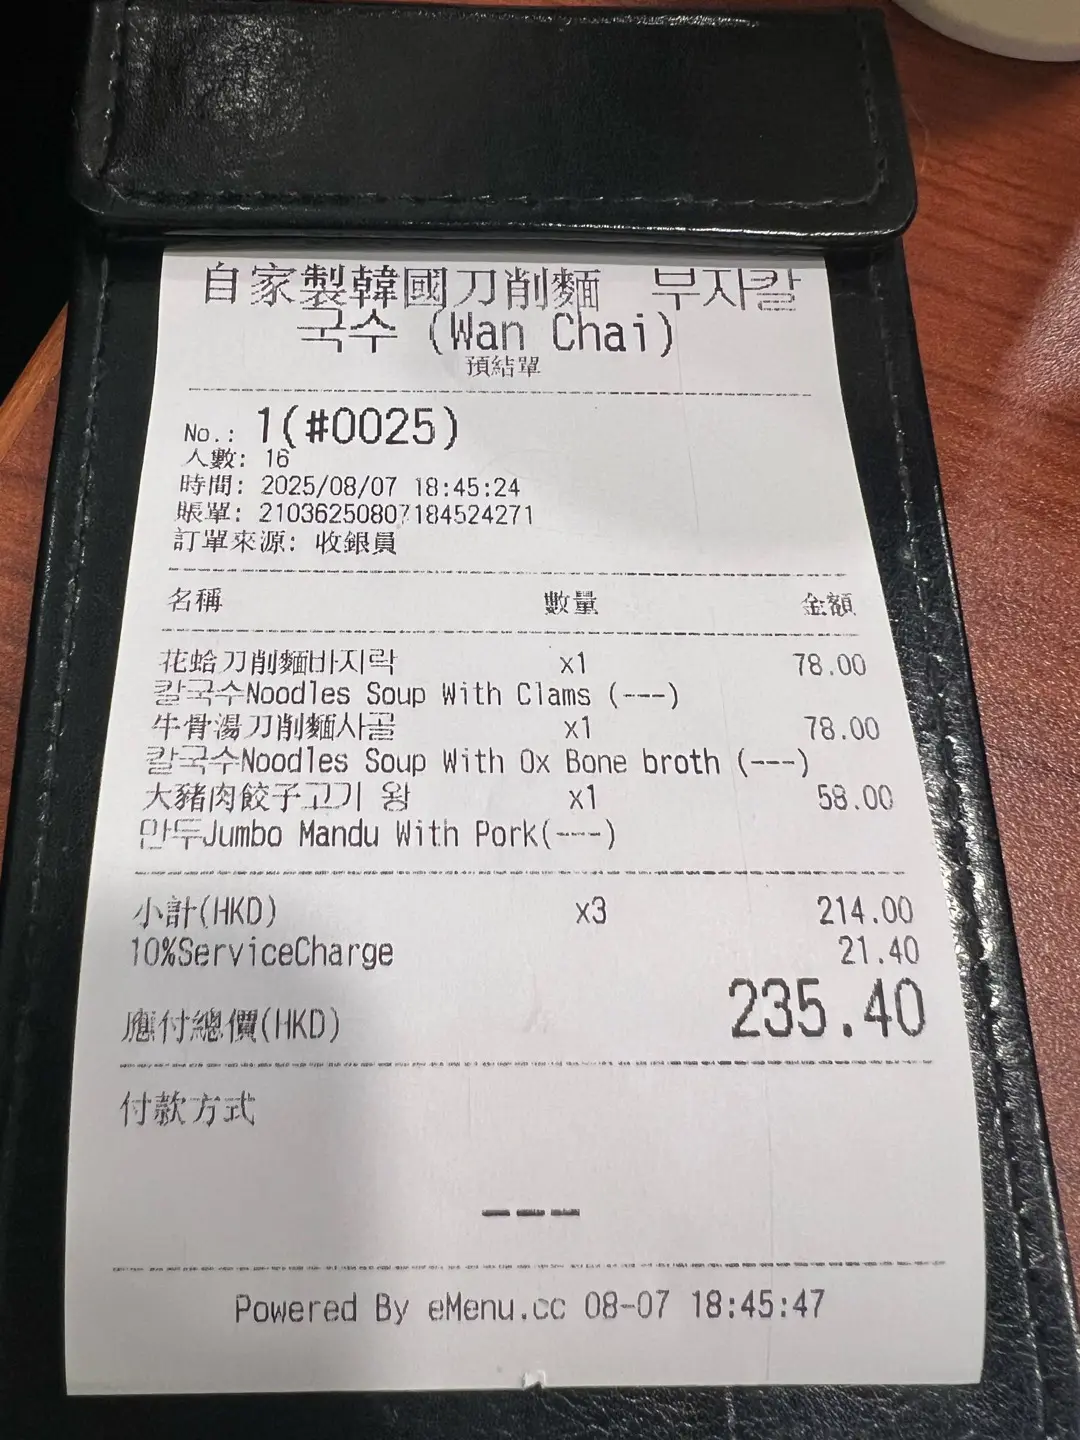 自家製韓國刀削麵 부자칼
국수 (Wan Chai)
預結單
No.: 1(#0025)
人數: 16
時間: 2025/08/07 18:45:24
賬單: 21036250807184524271
訂單來源: 收銀員
名稱 數量 金額
花蛤刀削麵바지락 x1 78.00
칼국수Noodles Soup With Clams (---)
牛骨湯刀削麵사골 x1 78.00
칼국수Noodles Soup With Ox Bone broth (---)
大豬肉餃子고기 왕 x1 58.00
만두Jumbo Mandu With Pork(---)
小計(HKD) x3 214.00
10%ServiceCharge 21.40
應付總價(HKD) 235.40
付款方式
---
Powered By eMenu.cc 08-07 18:45:47